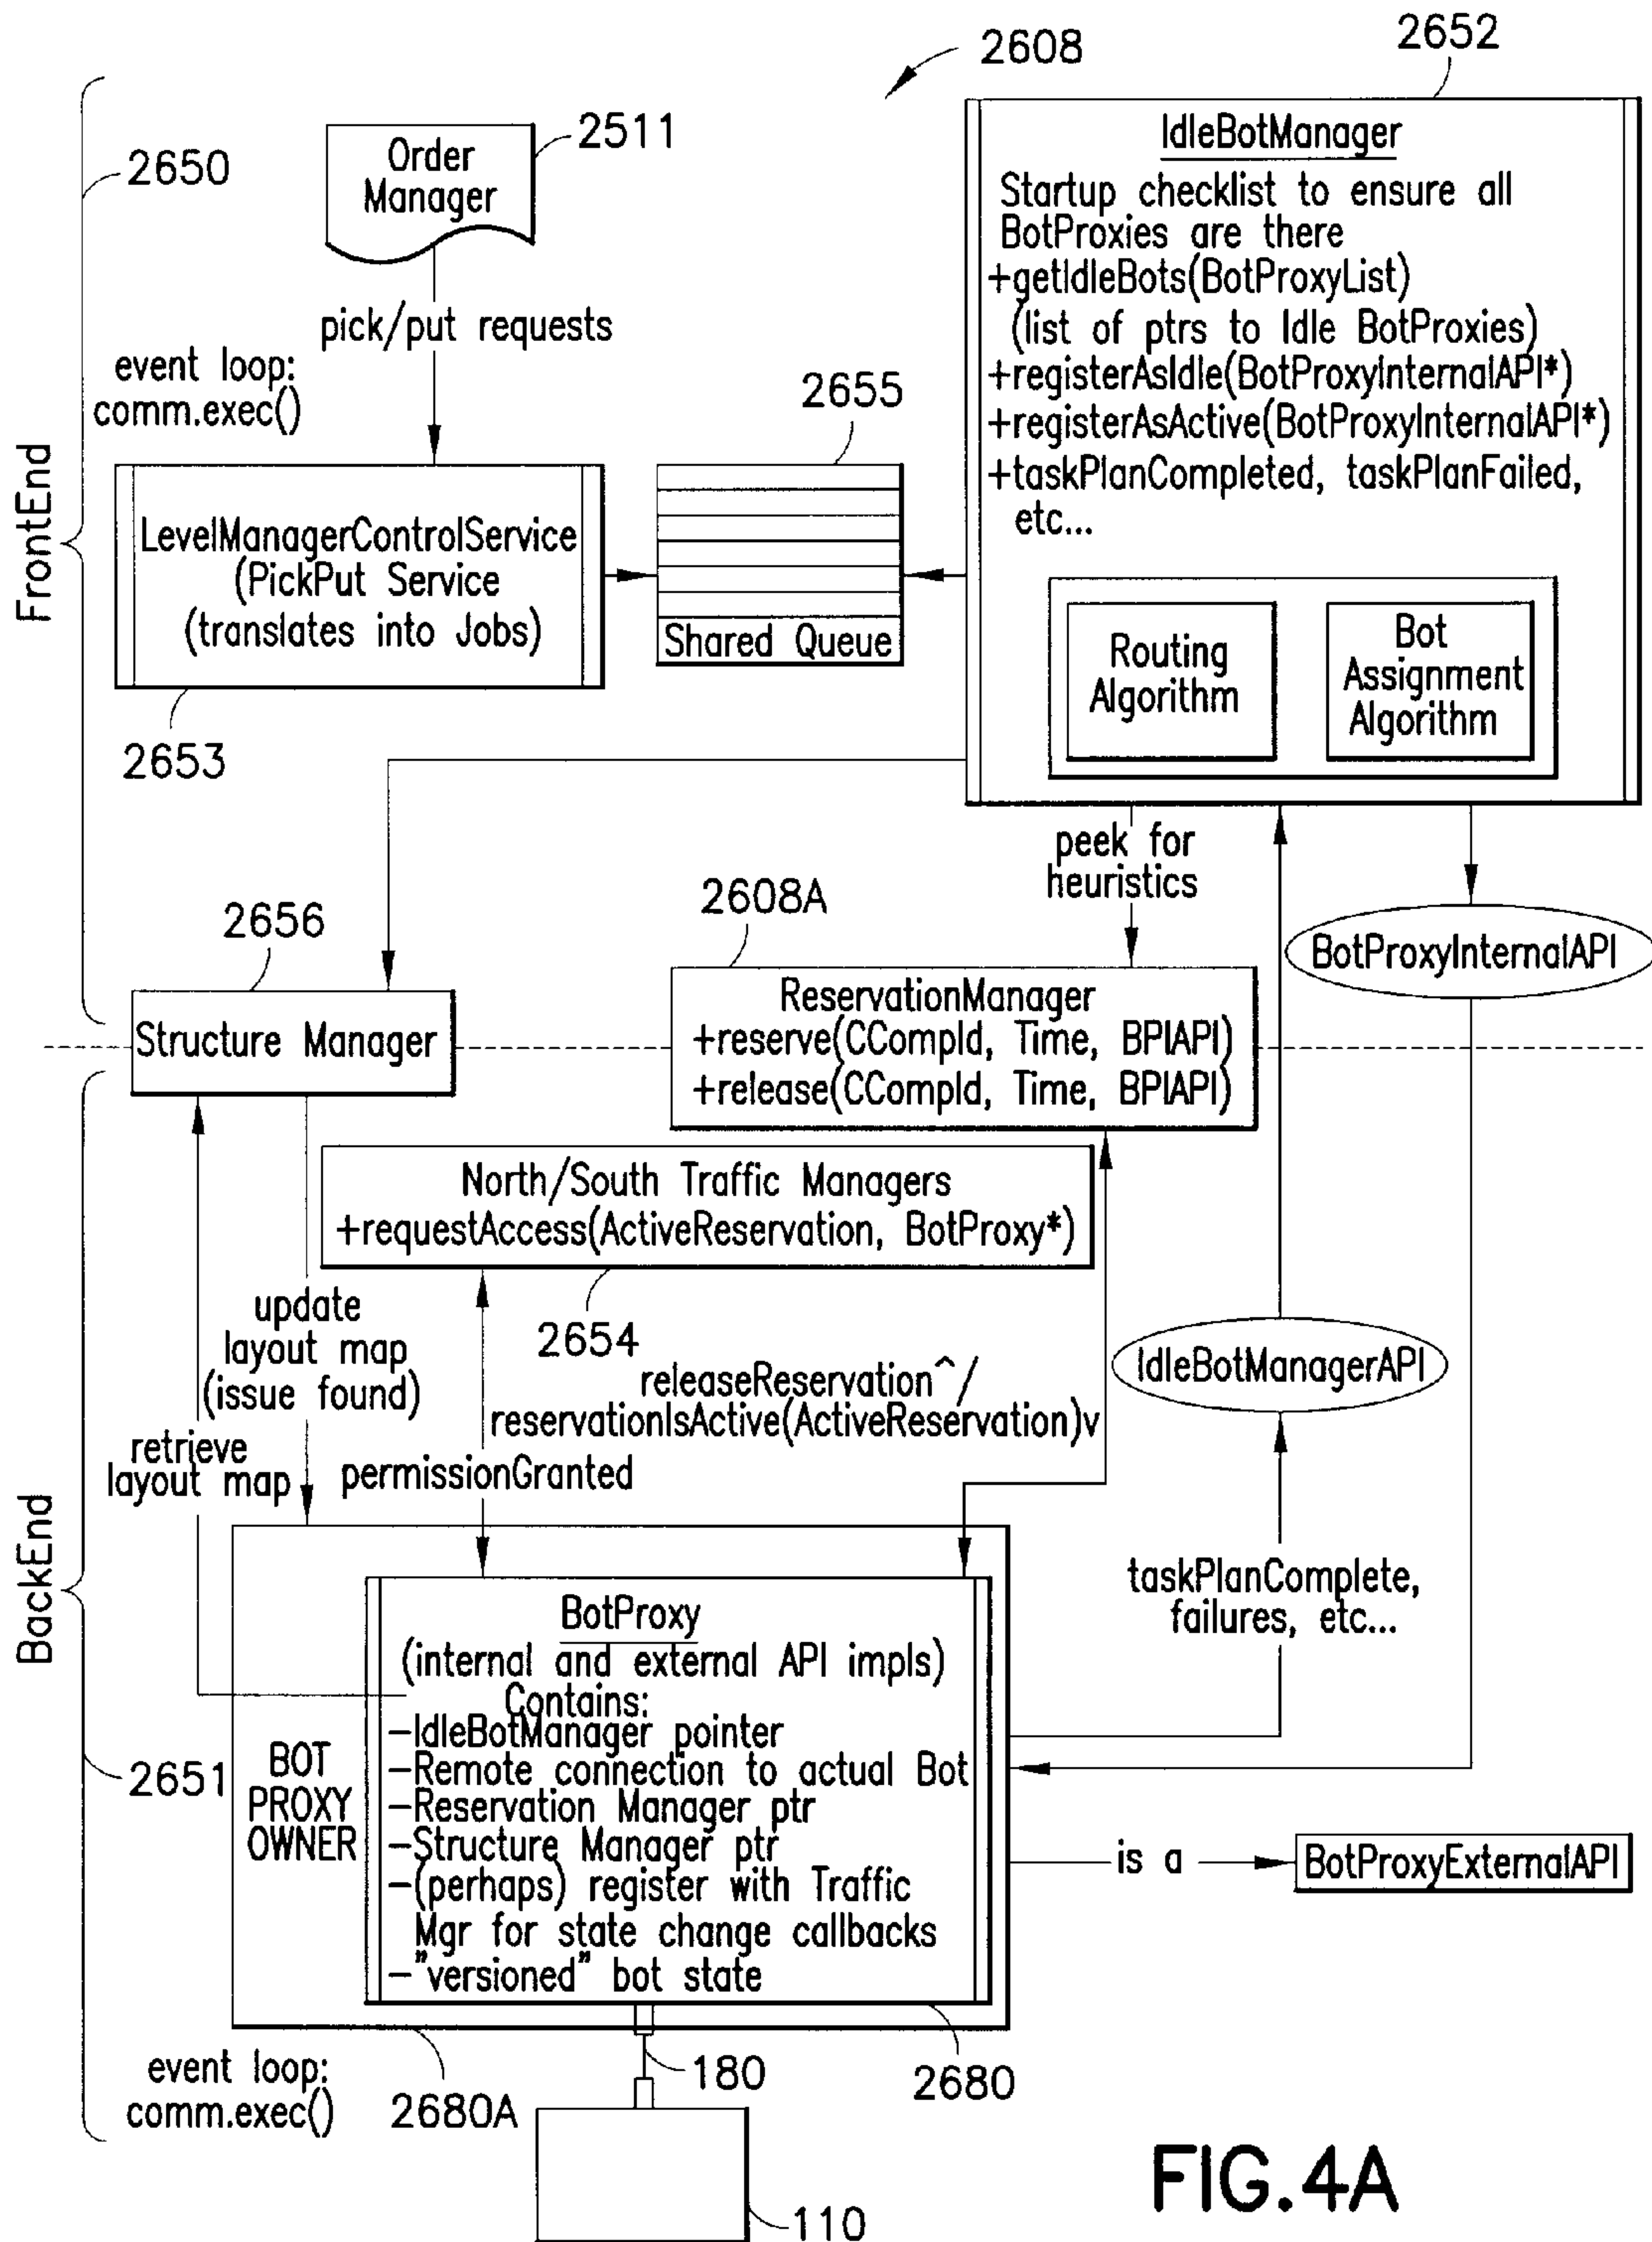 2608
2652
2511
Order
Manager
2650
pick/put requests
event loop:
comm.exec()
FrontEnd
IdleBotManager
Startup checklist to ensure all
BotProxies are there
+getIdleBots(BotProxyList)
(list of ptrs to Idle BotProxies)
+registerAsIdle(BotProxyInternalAPI*)
+registerAsActive(BotProxyInternalAPI*)
+taskPlanCompleted, taskPlanFailed,
etc...
2655
LevelManagerControlService
(PickPut Service
(translates into Jobs)
Shared Queue
Routing
Algorithm
Bot
Assignment
Algorithm
2653
peek for
heuristics
2608A
2656
BotProxyInternalAPI
Structure Manager
ReservationManager
+reserve(CCompId, Time, BPIAPI)
+release(CCompId, Time, BPIAPI)
North/South Traffic Managers
+requestAccess(ActiveReservation, BotProxy*)
2654
update
layout map
(issue found)
releaseReservation^/
reservationIsActive(ActiveReservation)v
IdleBotManagerAPI
retrieve
layout map
permissionGranted
BackEnd
2651
taskPlanComplete,
failures, etc...
BOT
PROXY
OWNER
BotProxy
(internal and external API impls)
Contains:
-IdleBotManager pointer
-Remote connection to actual Bot
-Reservation Manager ptr
-Structure Manager ptr
-(perhaps) register with Traffic
Mgr for state change callbacks
-"versioned" bot state
is a
BotProxyExternalAPI
event loop:
comm.exec()
2680A
180
2680
110
FIG.4A